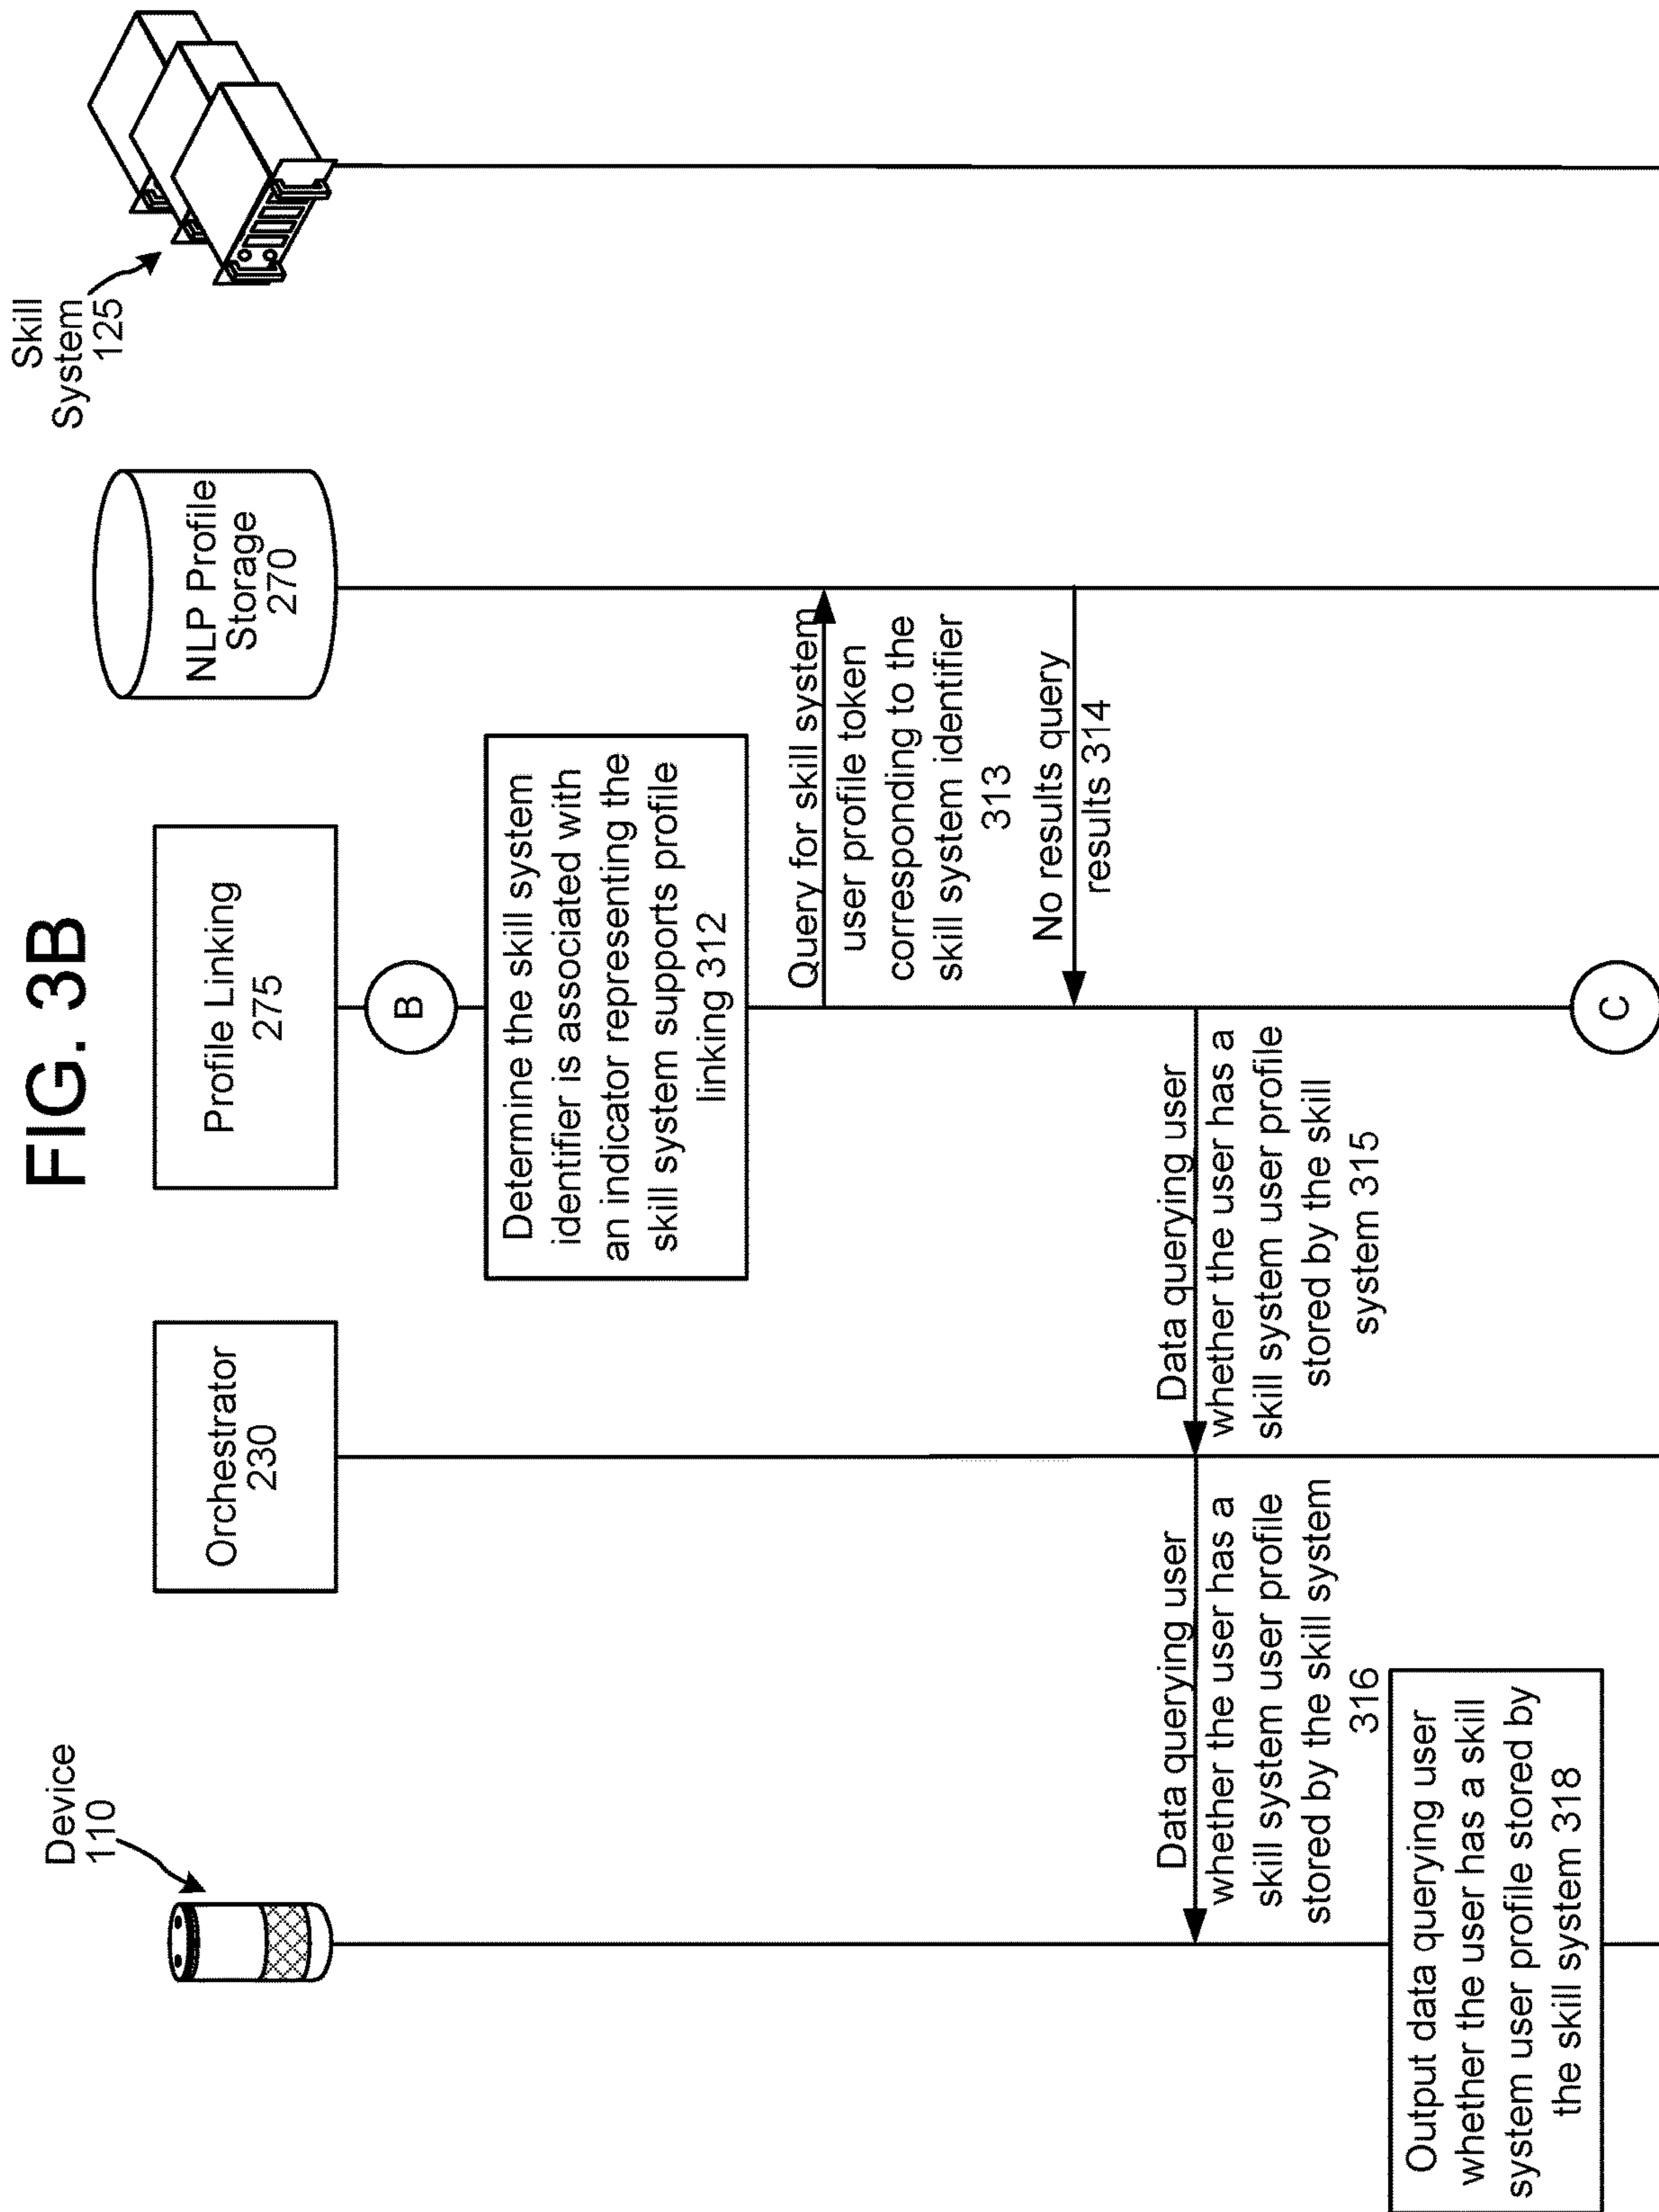 FIG. 3B
Device
110
Orchestrator
230
Profile Linking
275
NLP Profile
Storage
270
Skill
System
125
B
Determine the skill system
identifier is associated with
an indicator representing the
skill system supports profile
linking 312
Query for skill system
user profile token
corresponding to the
skill system identifier
313
No results query
results 314
Data querying user
whether the user has a
skill system user profile
stored by the skill
system 315
Data querying user
whether the user has a
skill system user profile
stored by the skill system
316
Output data querying user
whether the user has a skill
system user profile stored by
the skill system 318
C